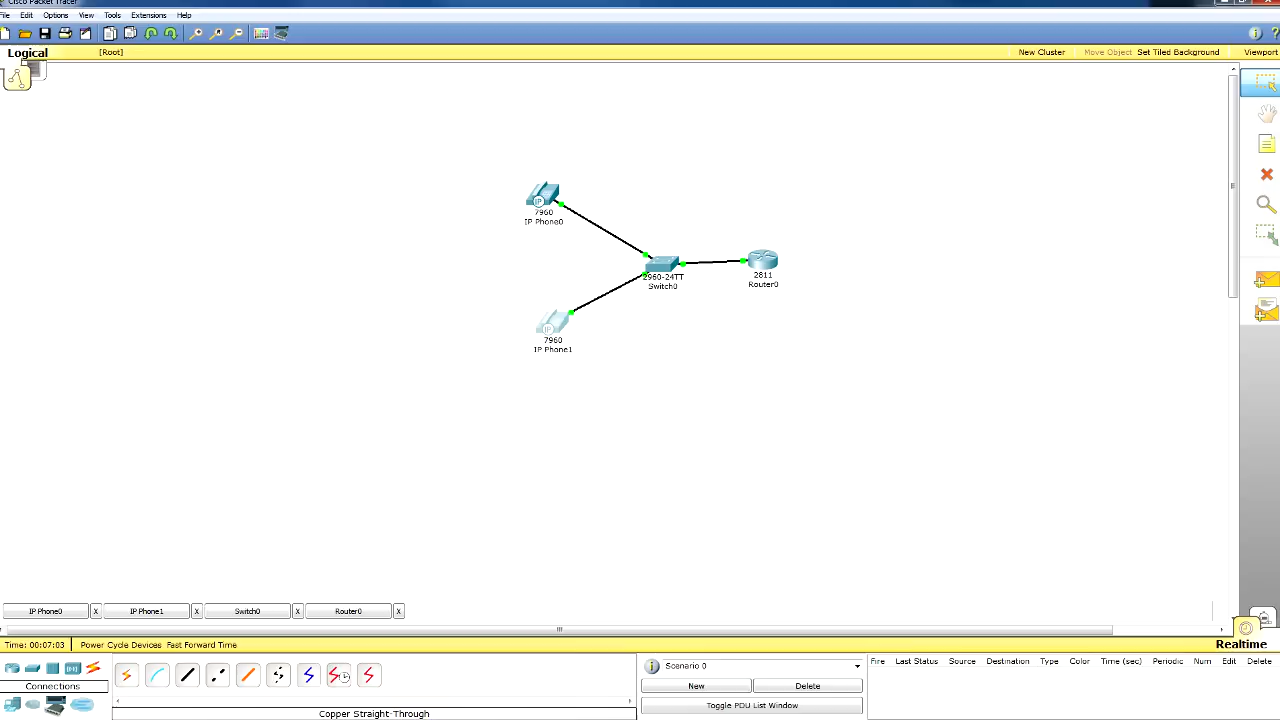 Cisco Packet Tracer
Edit Options View Tools Extensions Help
Logical [Root] New Cluster Move Object Set Tiled Background Viewport
IP
7960
IP Phone0
2960-24TT
Switch0
2811
Router0
IP
7960
IP Phone1
IP Phone0 X IP Phone1 X Switch0 X Router0 X
Time: 00:07:03 Power Cycle Devices Fast Forward Time Realtime
Scenario 0
Fire Last Status Source Destination Type Color Time (sec) Periodic Num Edit Delete
Connections
New Delete
Toggle PDU List Window
Copper Straight-Through